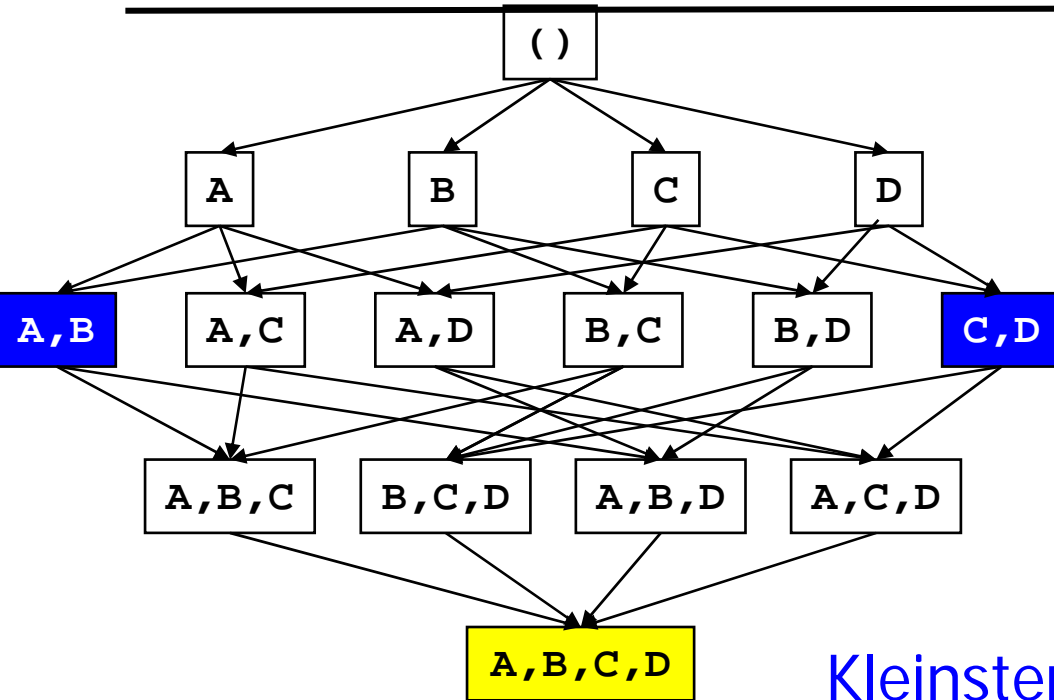 ()
A B C D
A,B A,C A,D B,C B,D C,D
A,B,C B,C,D A,B,D A,C,D
A,B,C,D
Kleinster